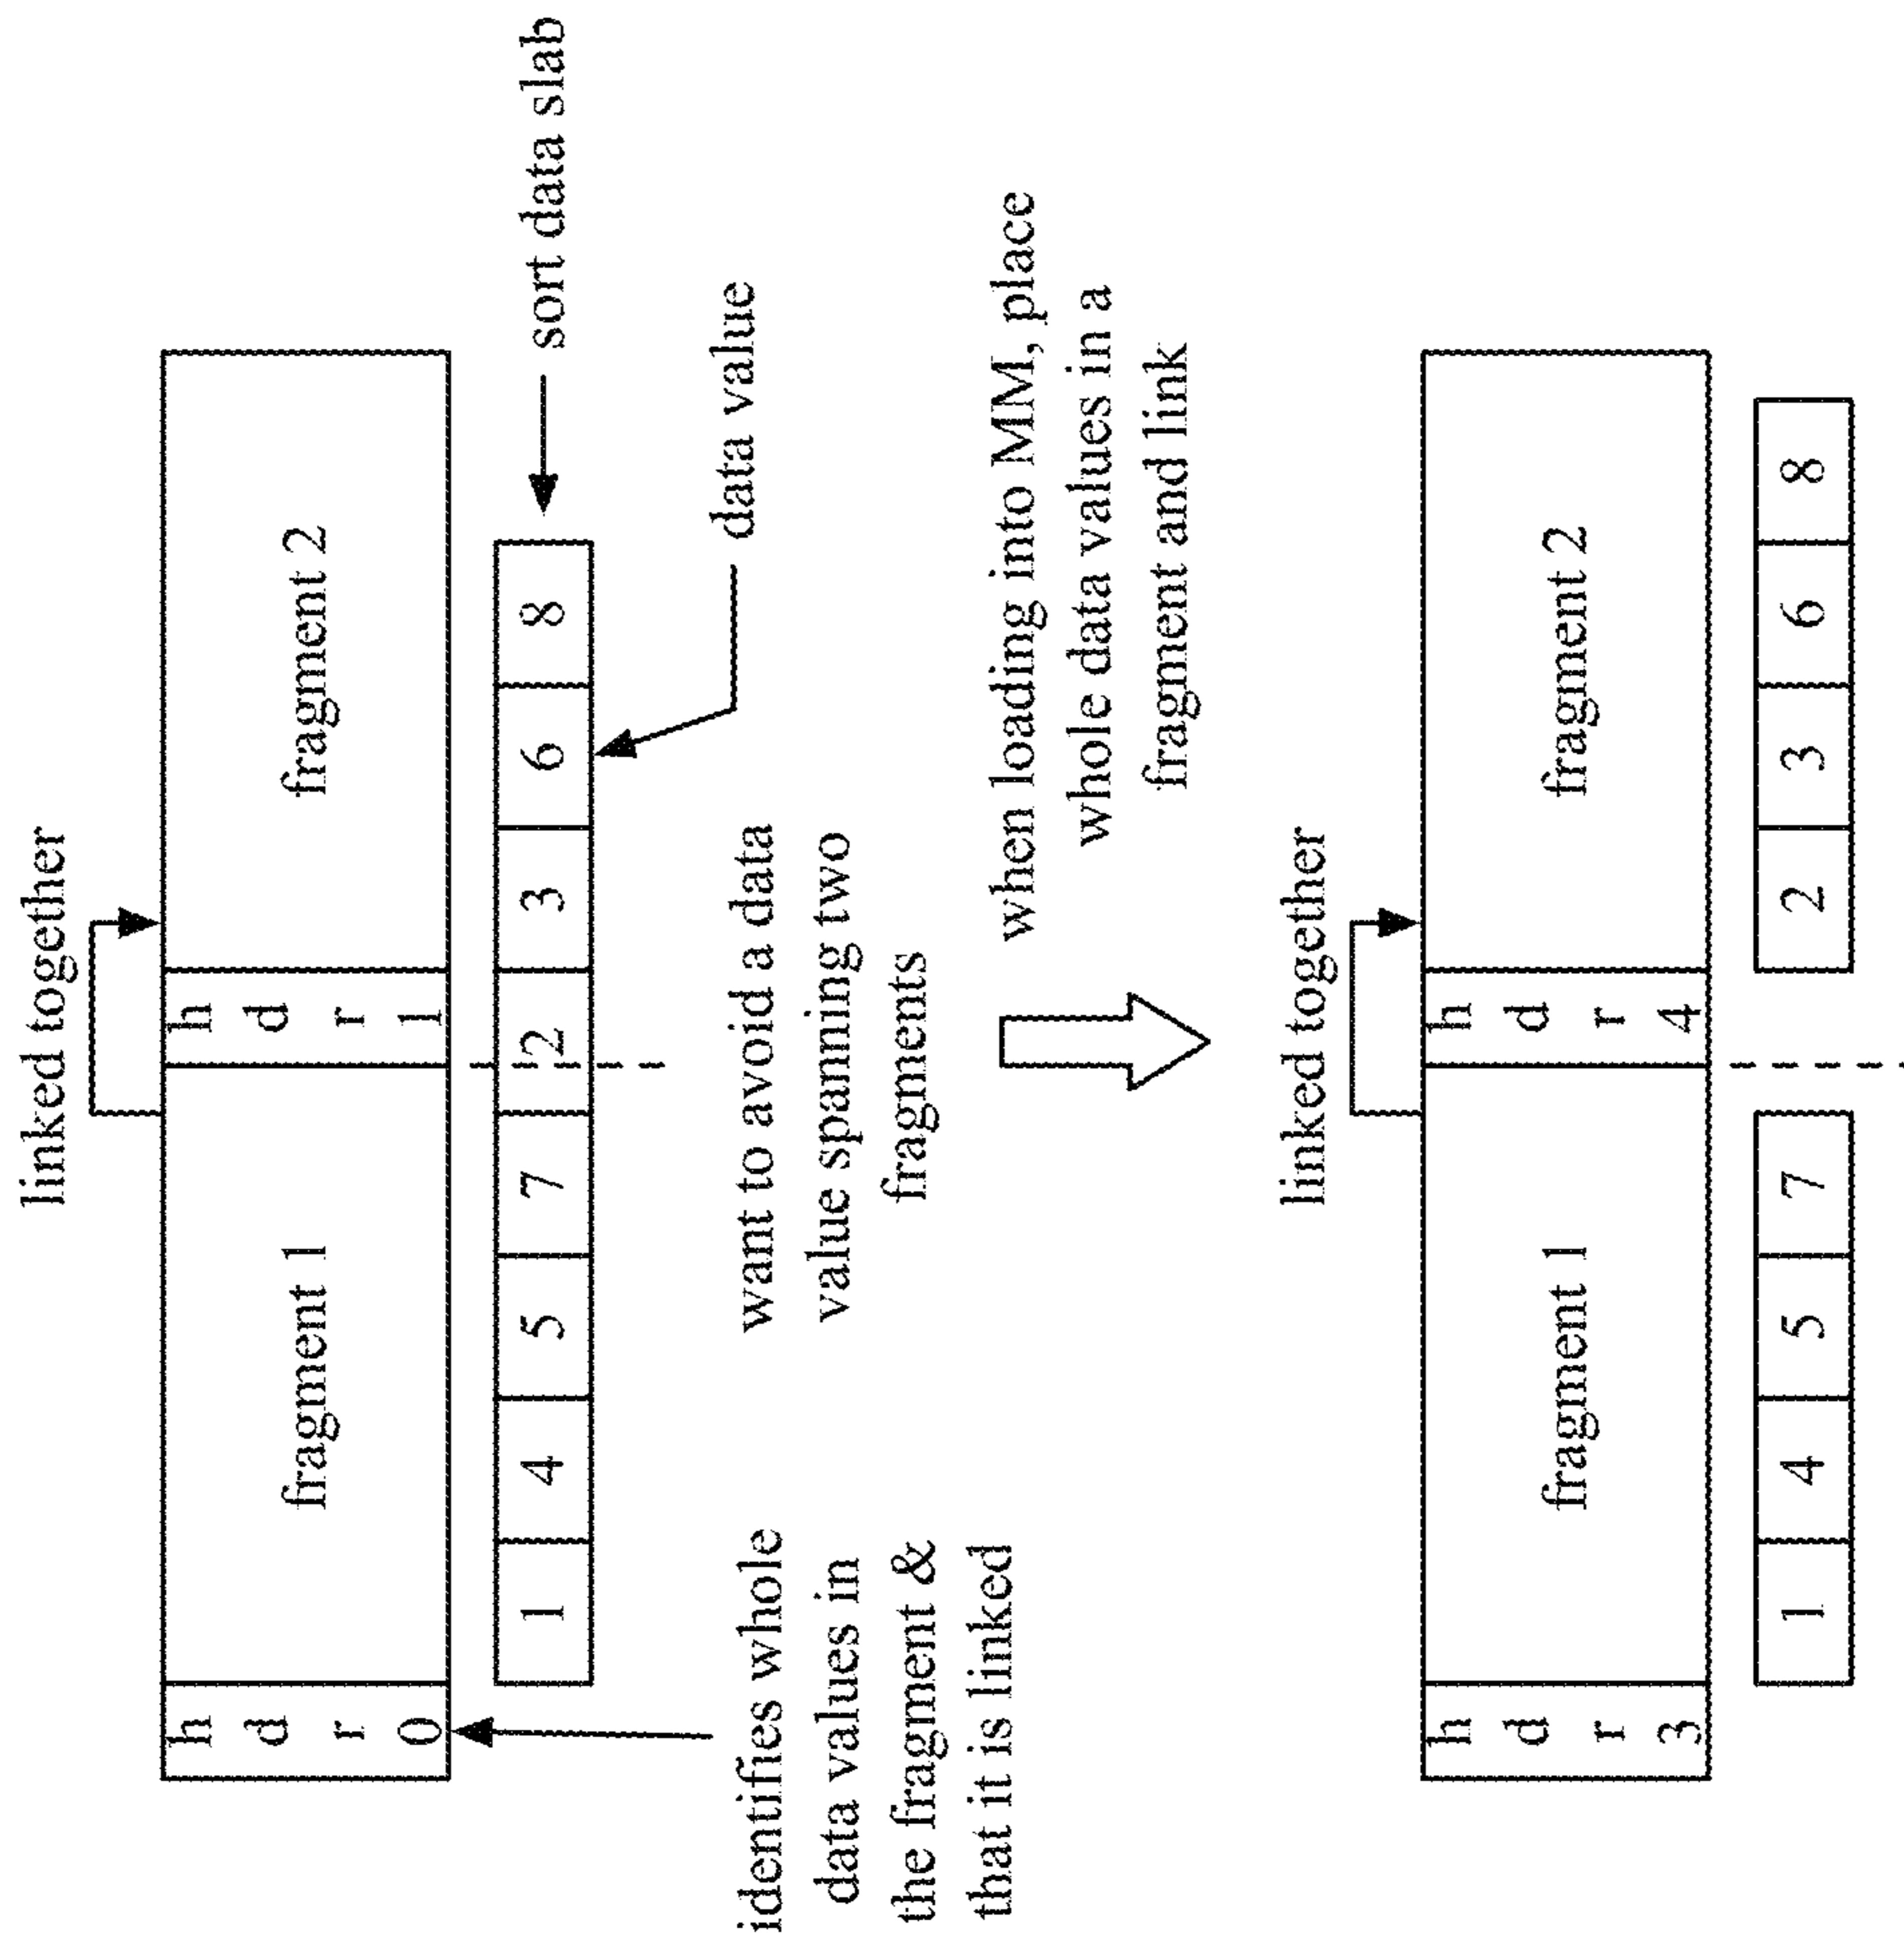 linked together
h
d
r
0
fragment 1
h
d
r
1
fragment 2
1 4 5 7 2 3 6 8
sort data slab
data value
identifies whole
data values in
the fragment &
that it is linked
want to avoid a data
value spanning two
fragments
when loading into MM, place
whole data values in a
fragment and link
linked together
h
d
r
3
fragment 1
h
d
r
4
fragment 2
1 4 5 7
2 3 6 8